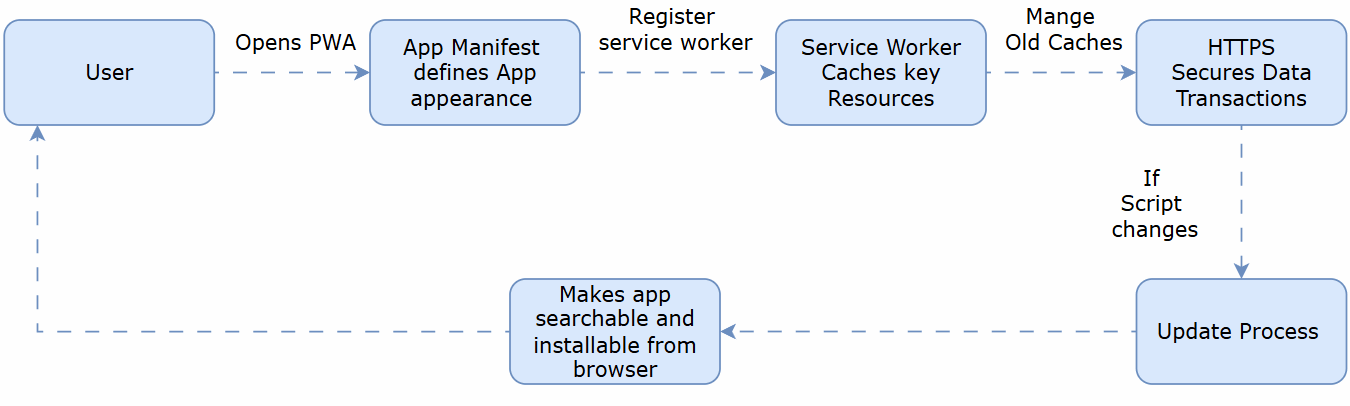 User
Opens PWA
App Manifest
defines App
appearance
Register
service worker
Service Worker
Caches key
Resources
Mange
Old Caches
HTTPS
Secures Data
Transactions
If
Script
changes
Update Process
Makes app
searchable and
installable from
browser